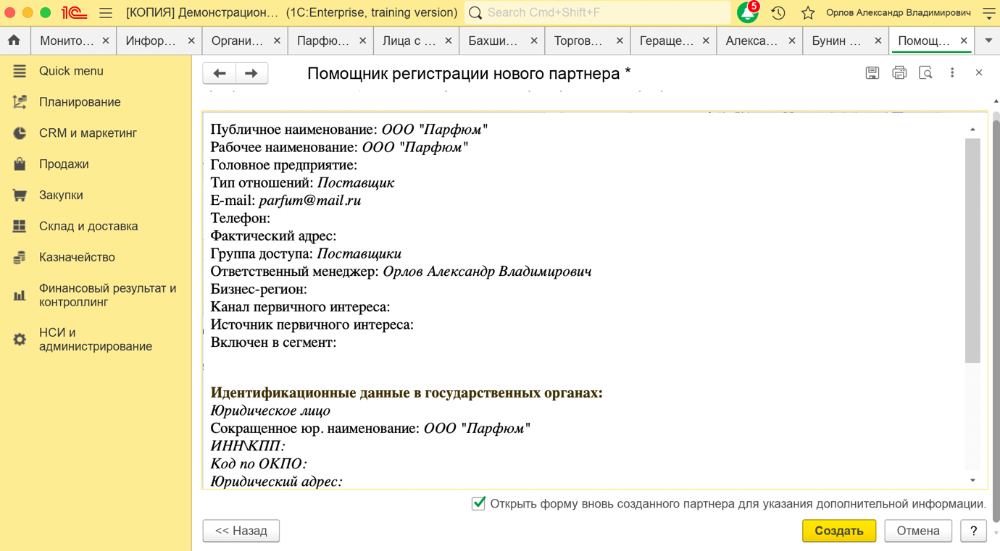 1С [КОПИЯ] Демонстрацион... (1C:Enterprise, training version) Search Cmd+Shift+F 5 Орлов Александр Владимирович
Монито... Инфор... Органи... Парфю... Лица с ... Бахши... Торгов... Гераще... Алекса... Бунин ... Помощ...
Quick menu
Планирование
CRM и маркетинг
Продажи
Закупки
Склад и доставка
Казначейство
Финансовый результат и
контроллинг
НСИ и
администрирование
Помощник регистрации нового партнера *
Публичное наименование: ООО "Парфюм"
Рабочее наименование: ООО "Парфюм"
Головное предприятие:
Тип отношений: Поставщик
E-mail: parfum@mail.ru
Телефон:
Фактический адрес:
Группа доступа: Поставщики
Ответственный менеджер: Орлов Александр Владимирович
Бизнес-регион:
Канал первичного интереса:
Источник первичного интереса:
Включен в сегмент:
Идентификационные данные в государственных органах:
Юридическое лицо
Сокращенное юр. наименование: ООО "Парфюм"
ИНН\КПП:
Код по ОКПО:
Юридический адрес:
Открыть форму вновь созданного партнера для указания дополнительной информации.
<< Назад Создать Отмена ?